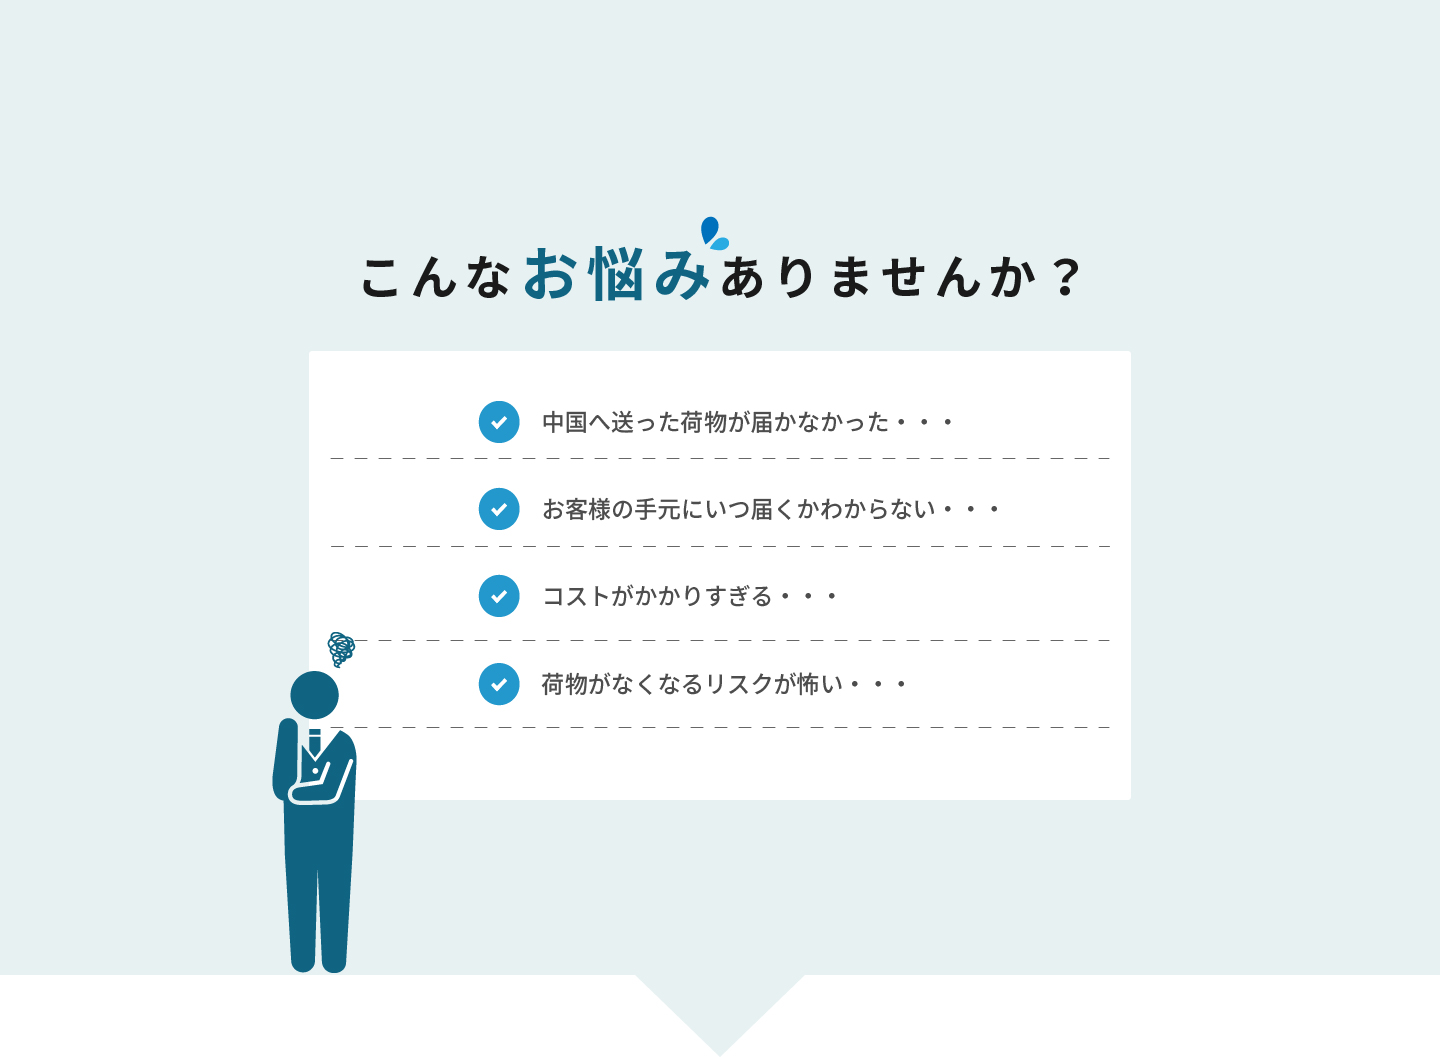 こんなお悩みありませんか？
中国へ送った荷物が届かなかった・・・
お客様の手元にいつ届くかわからない・・・
コストがかかりすぎる・・・
荷物がなくなるリスクが怖い・・・